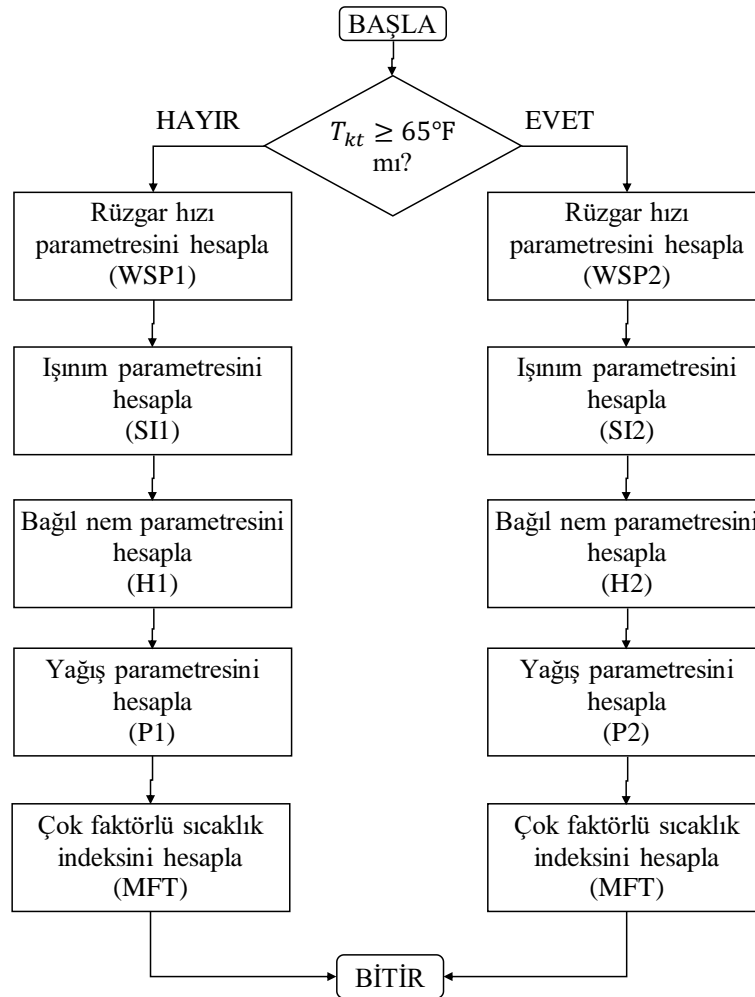 BAŞLA
T_kt ≥ 65°F
mı?
HAYIR
EVET
Rüzgar hızı
parametresini hesapla
(WSP1)
Işınım parametresini
hesapla
(SI1)
Bağıl nem parametresini
hesapla
(H1)
Yağış parametresini
hesapla
(P1)
Çok faktörlü sıcaklık
indeksini hesapla
(MFT)
Rüzgar hızı
parametresini hesapla
(WSP2)
Işınım parametresini
hesapla
(SI2)
Bağıl nem parametresini
hesapla
(H2)
Yağış parametresini
hesapla
(P2)
Çok faktörlü sıcaklık
indeksini hesapla
(MFT)
BİTİR